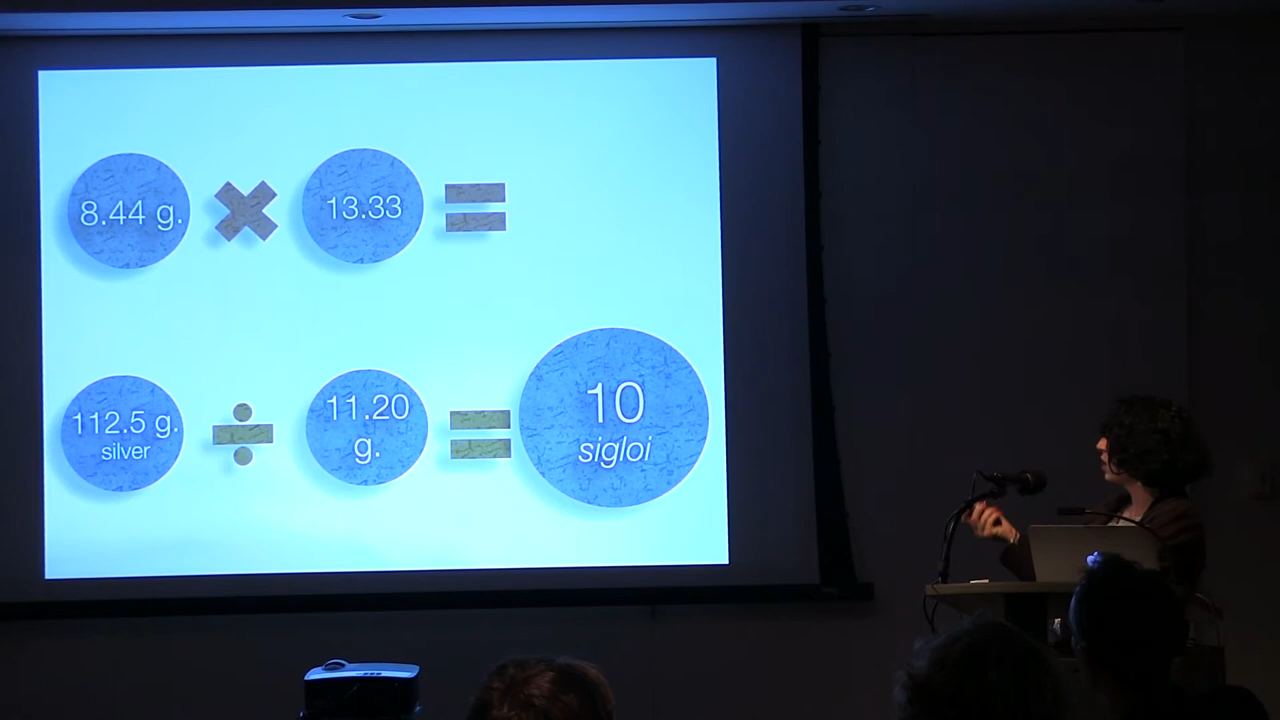 8.44 g.
13.33
112.5 g.
silver
11.20
g.
10
sigloi